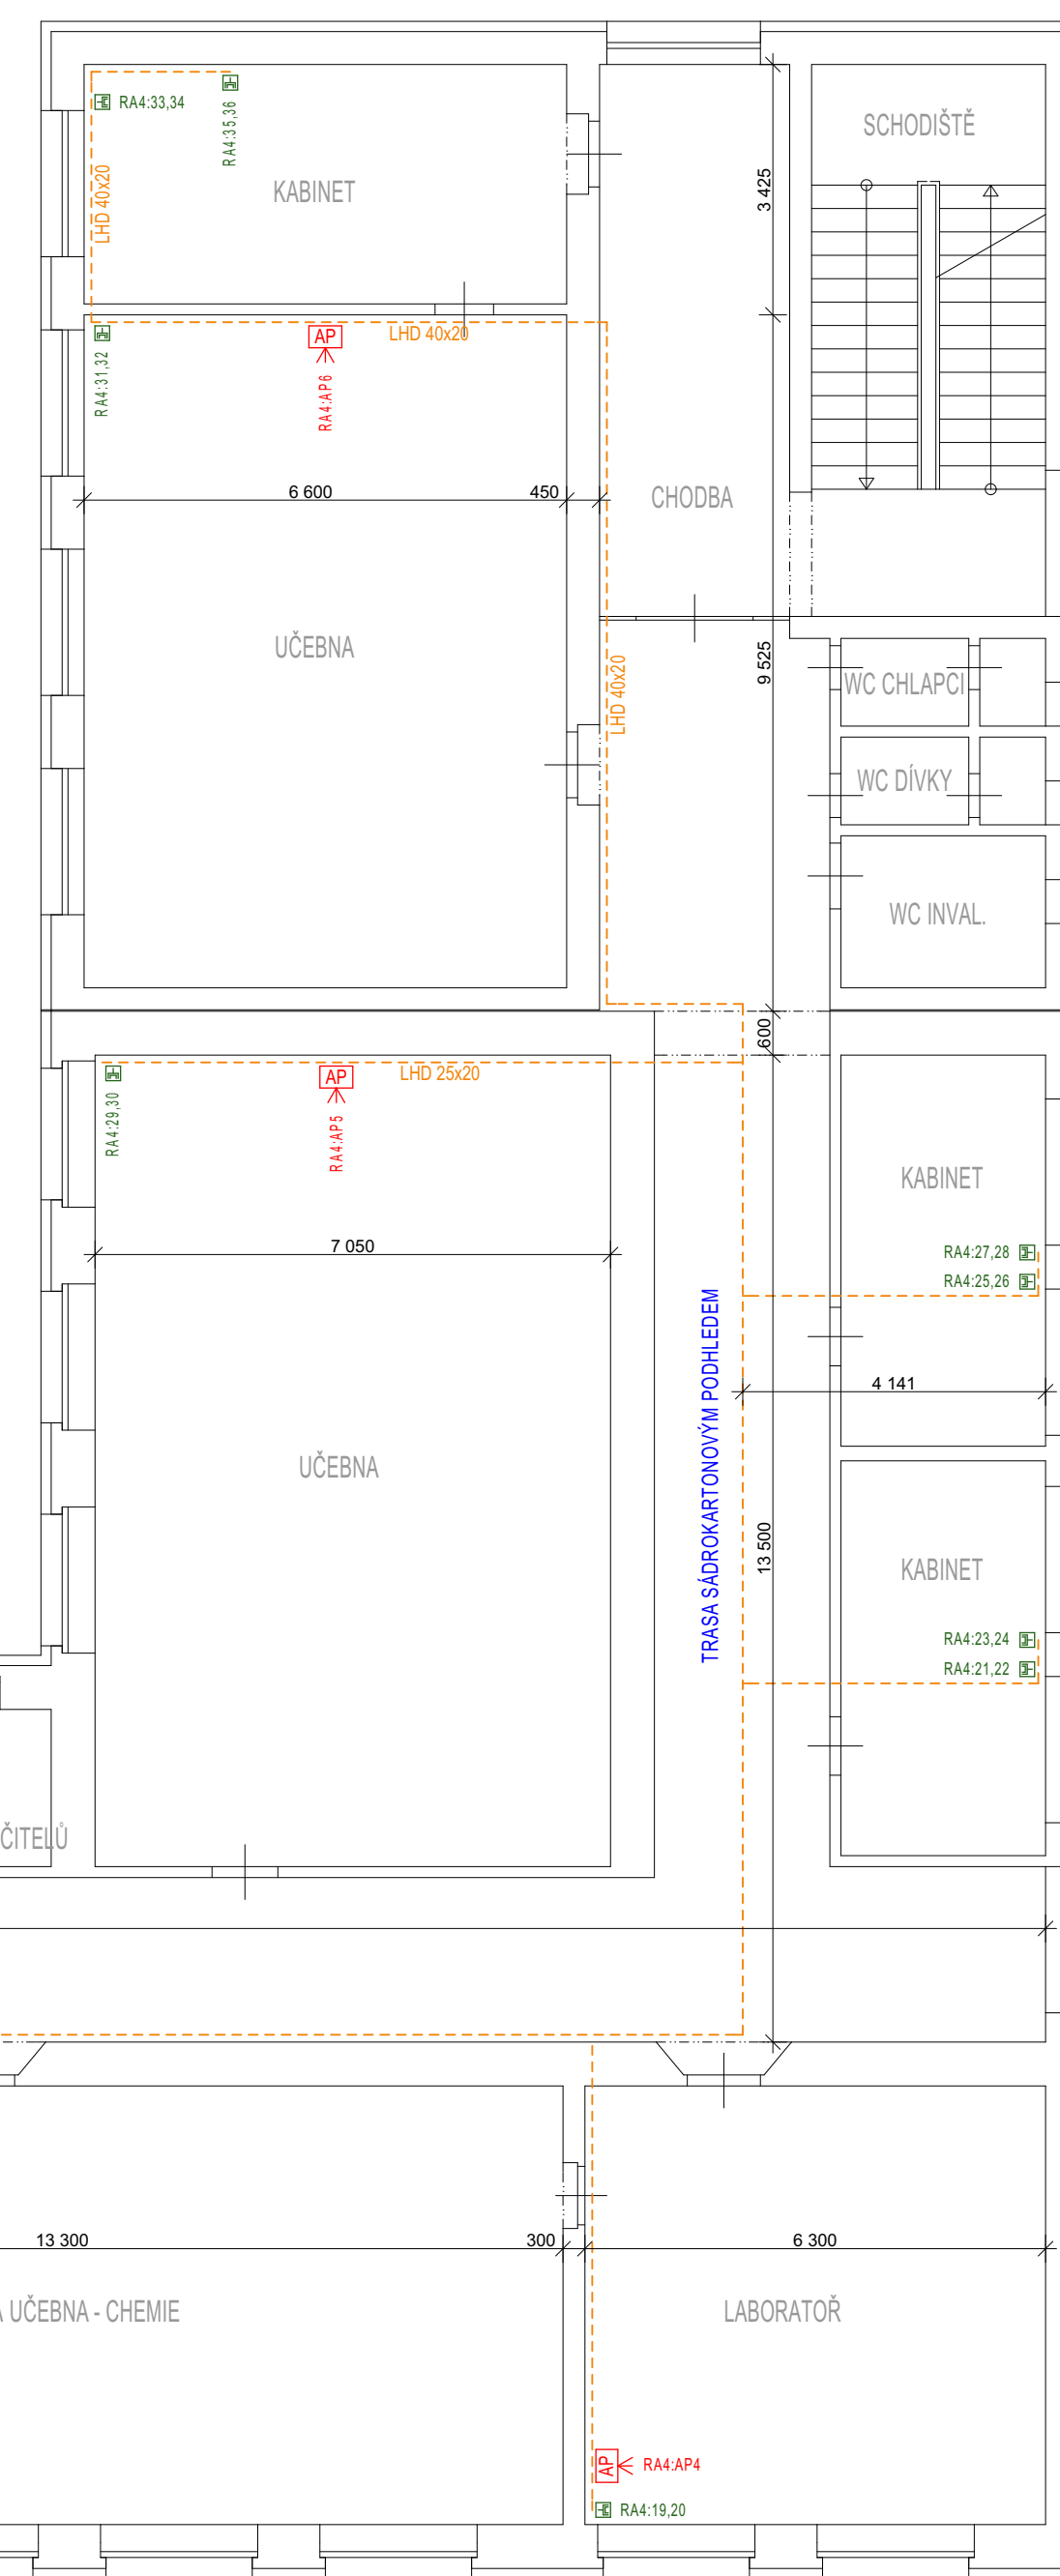 RA4:33,34
RA4:35,36
SCHODIŠTĚ
KABINET
LHD 40x20
3 425
AP
LHD 40x20
RA4:31,32
RA4:AP6
6 600
450
CHODBA
UČEBNA
9 525
LHD 40x20
WC CHLAPCI
WC DÍVKY
WC INVAL.
600
AP
LHD 25x20
RA4:29,30
RA4:AP5
KABINET
7 050
RA4:27,28
RA4:25,26
TRASA SÁDROKARTONOVÝM PODHLEDEM
4 141
UČEBNA
13 500
KABINET
RA4:23,24
RA4:21,22
ČITELŮ
13 300
300
6 300
UČEBNA - CHEMIE
LABORATOŘ
AP
RA4:AP4
RA4:19,20